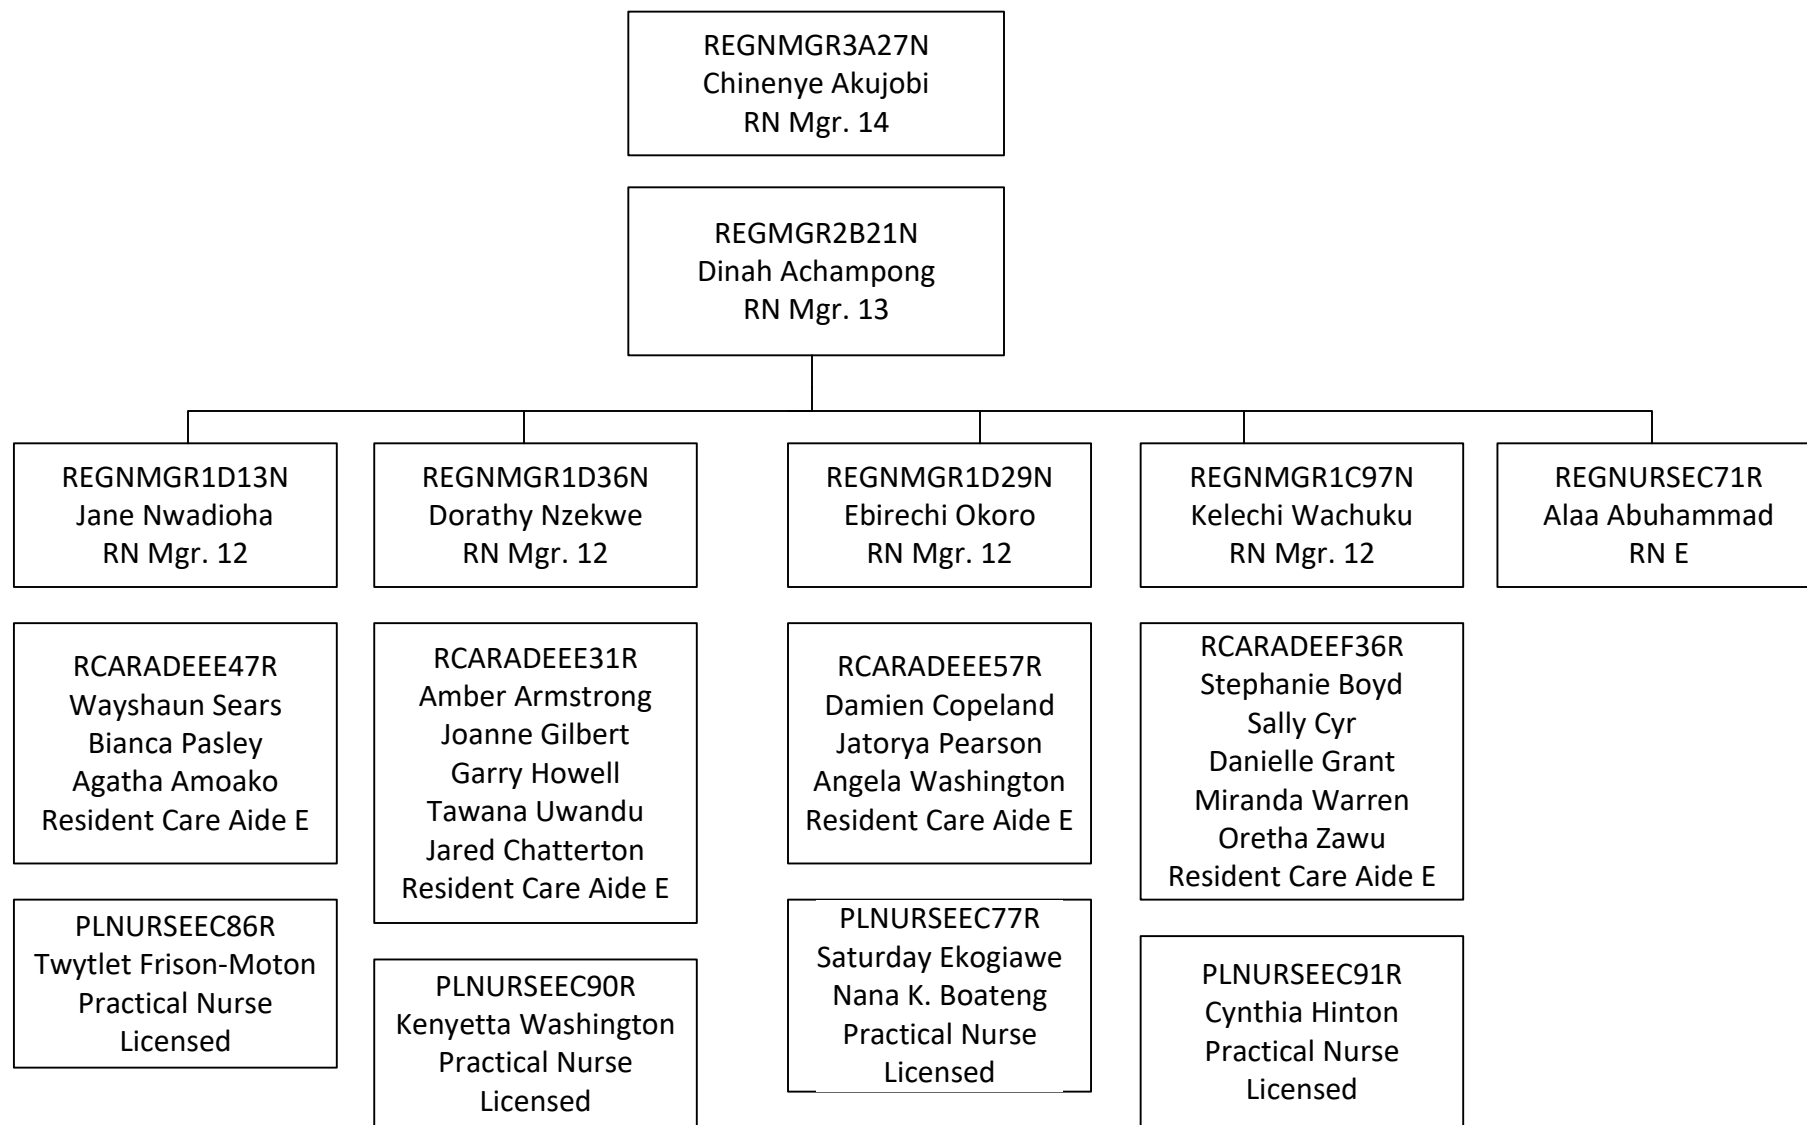 REGNMGR3A27N
Chinenye Akujobi
RN Mgr. 14
REGMGR2B21N
Dinah Achampong
RN Mgr. 13
REGNMGR1D13N
Jane Nwadioha
RN Mgr. 12
REGNMGR1D36N
Dorathy Nzekwe
RN Mgr. 12
REGNMGR1D29N
Ebirechi Okoro
RN Mgr. 12
REGNMGR1C97N
Kelechi Wachuku
RN Mgr. 12
REGNURSEC71R
Alaa Abuhammad
RN E
RCARADEEE47R
Wayshaun Sears
Bianca Pasley
Agatha Amoako
Resident Care Aide E
RCARADEEE31R
Amber Armstrong
Joanne Gilbert
Garry Howell
Tawana Uwandu
Jared Chatterton
Resident Care Aide E
RCARADEEE57R
Damien Copeland
Jatorya Pearson
Angela Washington
Resident Care Aide E
RCARADEEF36R
Stephanie Boyd
Sally Cyr
Danielle Grant
Miranda Warren
Oretha Zawu
Resident Care Aide E
PLNURSEEC86R
Twytlet Frison-Moton
Practical Nurse
Licensed
PLNURSEEC90R
Kenyetta Washington
Practical Nurse
Licensed
PLNURSEEC77R
Saturday Ekogiawe
Nana K. Boateng
Practical Nurse
Licensed
PLNURSEEC91R
Cynthia Hinton
Practical Nurse
Licensed